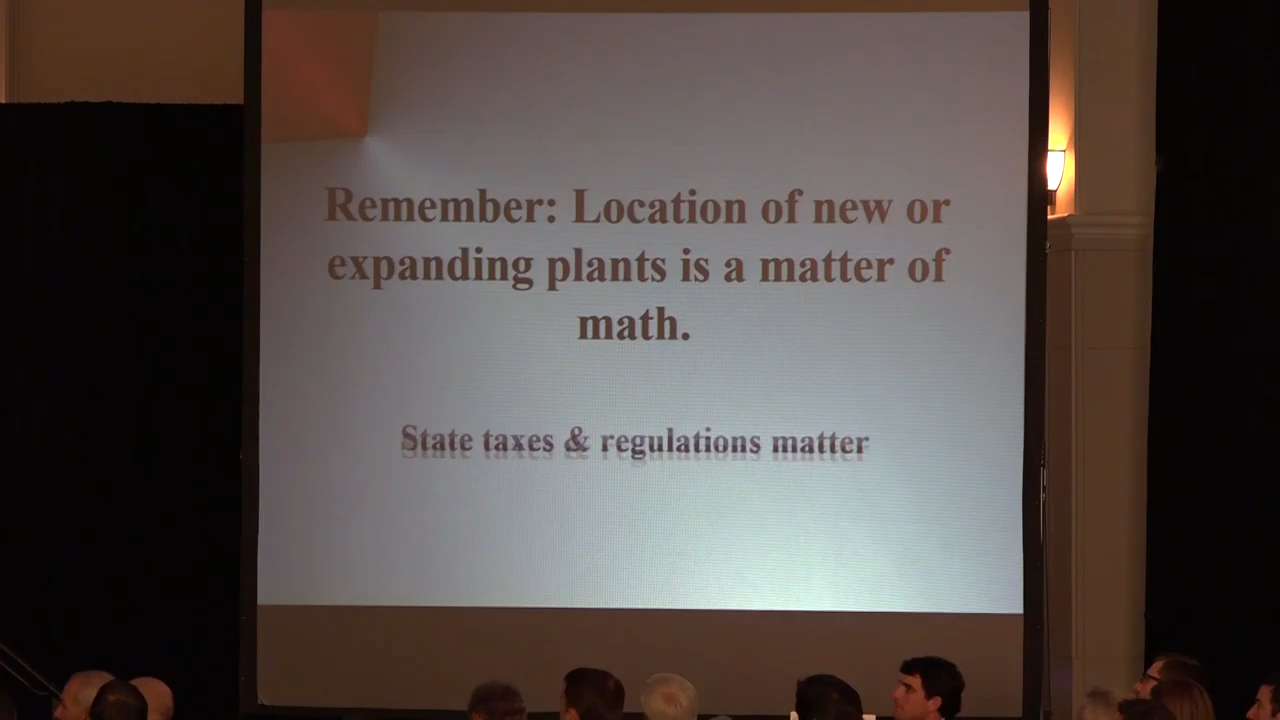 Remember: Location of new or
expanding plants is a matter of
math.
State taxes & regulations matter